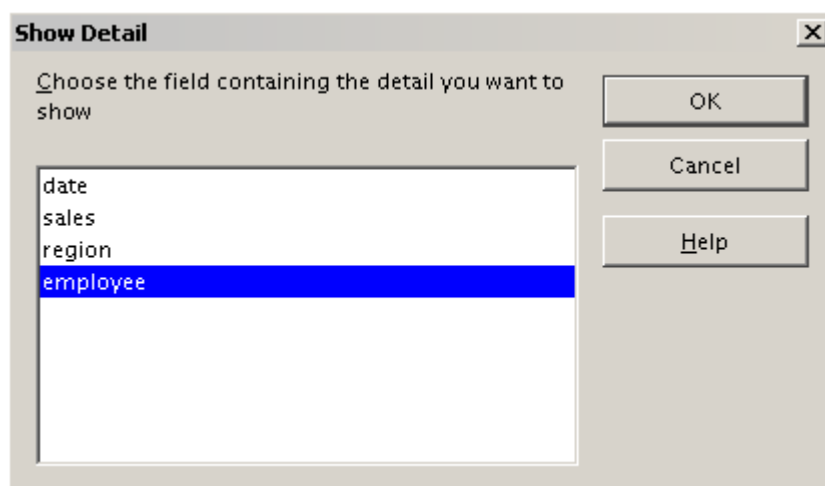 Show Detail
Choose the field containing the detail you want to
show
date
sales
region
employee
OK
Cancel
Help